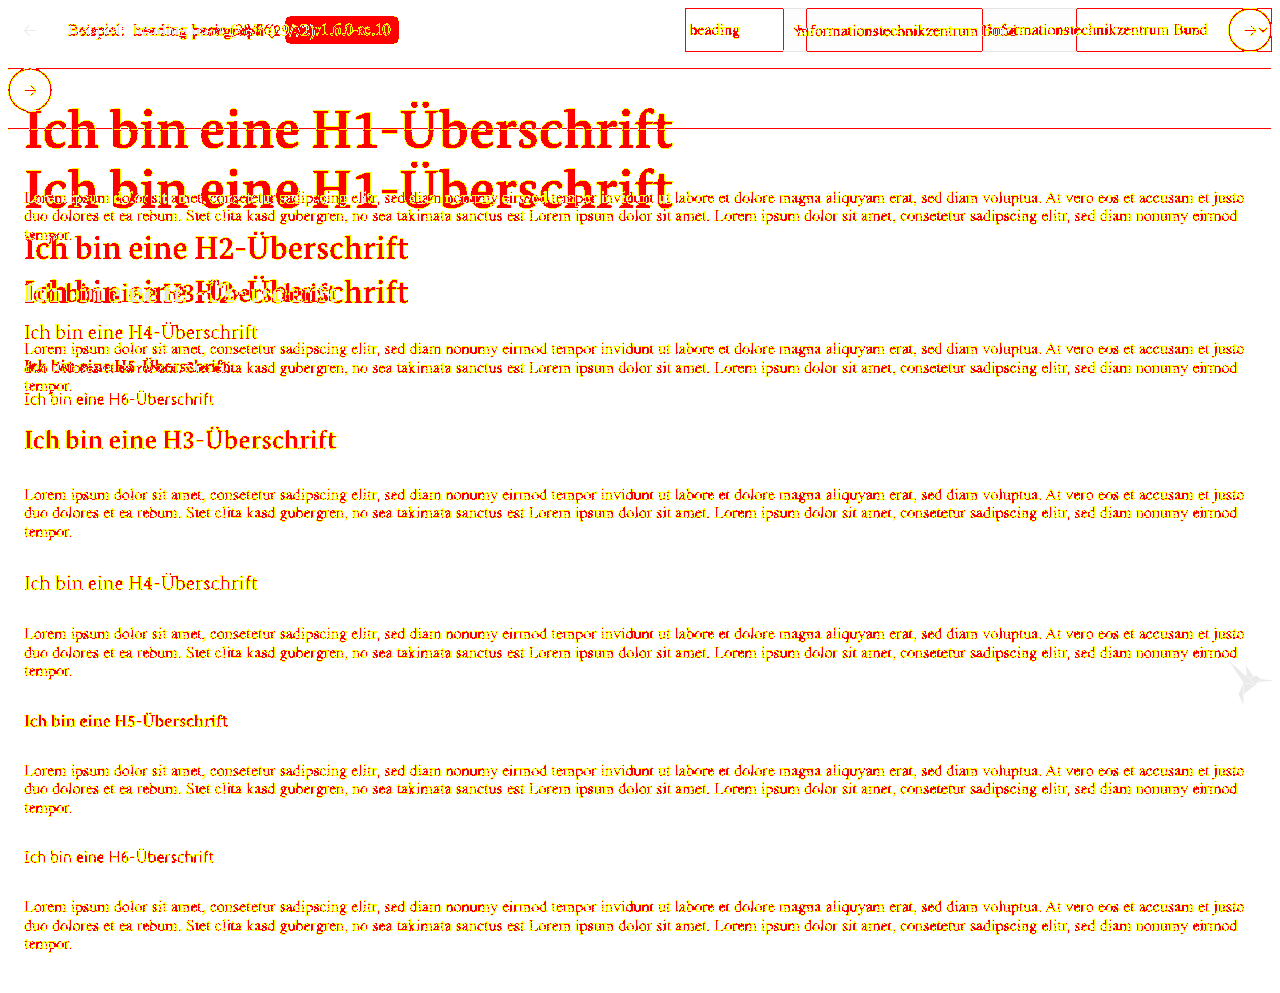 Beispiel: heading paragraph (2 v1.6.0-rc.10
heading
Informationstechnikzentrum Bund
Informationstechnikzentrum Bund
Ich bin eine H1-Überschrift
Ich bin eine H1-Überschrift
Lorem ipsum dolor sit amet, consetetur sadipscing elitr, sed diam nonumy eirmod tempor invidunt ut labore et dolore magna aliquyam erat, sed diam voluptua. At vero eos et accusam et justo
duo dolores et ea rebum. Stet clita kasd gubergren, no sea takimata sanctus est Lorem ipsum dolor sit amet. Lorem ipsum dolor sit amet, consetetur sadipscing elitr, sed diam nonumy eirmod
tempor.
Ich bin eine H2-Überschrift
Ich bin eine H2-Überschrift
Ich bin eine H3-Überschrift
Ich bin eine H4-Überschrift
Lorem ipsum dolor sit amet, consetetur sadipscing elitr, sed diam nonumy eirmod tempor invidunt ut labore et dolore magna aliquyam erat, sed diam voluptua. At vero eos et accusam et justo
Ich bin eine H5-Überschrift
duo dolores et ea rebum. Stet clita kasd gubergren, no sea takimata sanctus est Lorem ipsum dolor sit amet. Lorem ipsum dolor sit amet, consetetur sadipscing elitr, sed diam nonumy eirmod
tempor.
Ich bin eine H6-Überschrift
Ich bin eine H3-Überschrift
Lorem ipsum dolor sit amet, consetetur sadipscing elitr, sed diam nonumy eirmod tempor invidunt ut labore et dolore magna aliquyam erat, sed diam voluptua. At vero eos et accusam et justo
duo dolores et ea rebum. Stet clita kasd gubergren, no sea takimata sanctus est Lorem ipsum dolor sit amet. Lorem ipsum dolor sit amet, consetetur sadipscing elitr, sed diam nonumy eirmod
tempor.
Ich bin eine H4-Überschrift
Lorem ipsum dolor sit amet, consetetur sadipscing elitr, sed diam nonumy eirmod tempor invidunt ut labore et dolore magna aliquyam erat, sed diam voluptua. At vero eos et accusam et justo
duo dolores et ea rebum. Stet clita kasd gubergren, no sea takimata sanctus est Lorem ipsum dolor sit amet. Lorem ipsum dolor sit amet, consetetur sadipscing elitr, sed diam nonumy eirmod
tempor.
Ich bin eine H5-Überschrift
Lorem ipsum dolor sit amet, consetetur sadipscing elitr, sed diam nonumy eirmod tempor invidunt ut labore et dolore magna aliquyam erat, sed diam voluptua. At vero eos et accusam et justo
duo dolores et ea rebum. Stet clita kasd gubergren, no sea takimata sanctus est Lorem ipsum dolor sit amet. Lorem ipsum dolor sit amet, consetetur sadipscing elitr, sed diam nonumy eirmod
tempor.
Ich bin eine H6-Überschrift
Lorem ipsum dolor sit amet, consetetur sadipscing elitr, sed diam nonumy eirmod tempor invidunt ut labore et dolore magna aliquyam erat, sed diam voluptua. At vero eos et accusam et justo
duo dolores et ea rebum. Stet clita kasd gubergren, no sea takimata sanctus est Lorem ipsum dolor sit amet. Lorem ipsum dolor sit amet, consetetur sadipscing elitr, sed diam nonumy eirmod
tempor.